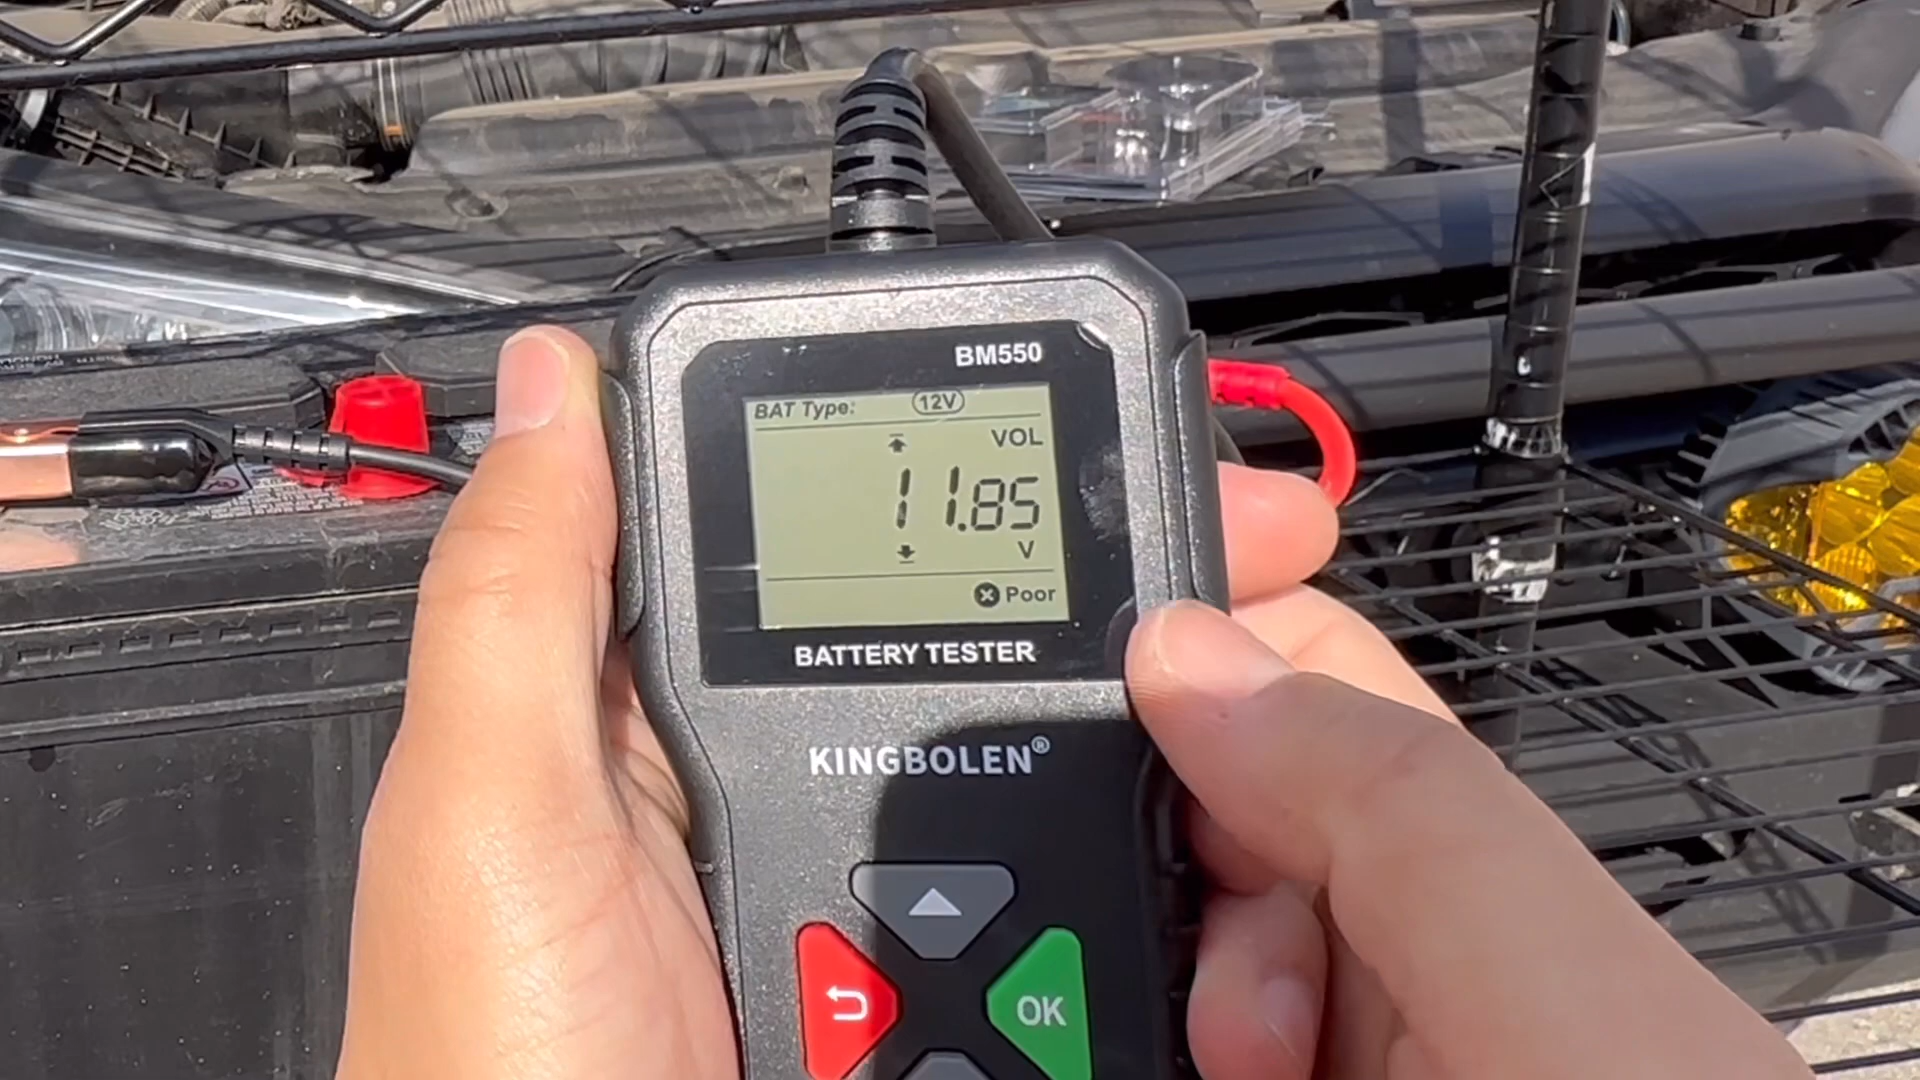 BM550
BAT Type: 12V
VOL
11.85
V
Poor
BATTERY TESTER
KINGBOLEN®
OK